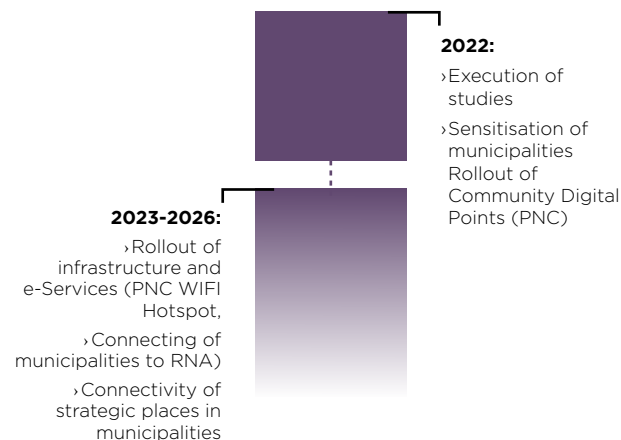 2022:
›Execution of
studies
›Sensitisation of
municipalities
Rollout of
Community Digital
Points (PNC)
2023-2026:
›Rollout of
infrastructure and
e-Services (PNC WIFI
Hotspot,
›Connecting of
municipalities to RNA)
›Connectivity of
strategic places in
municipalities